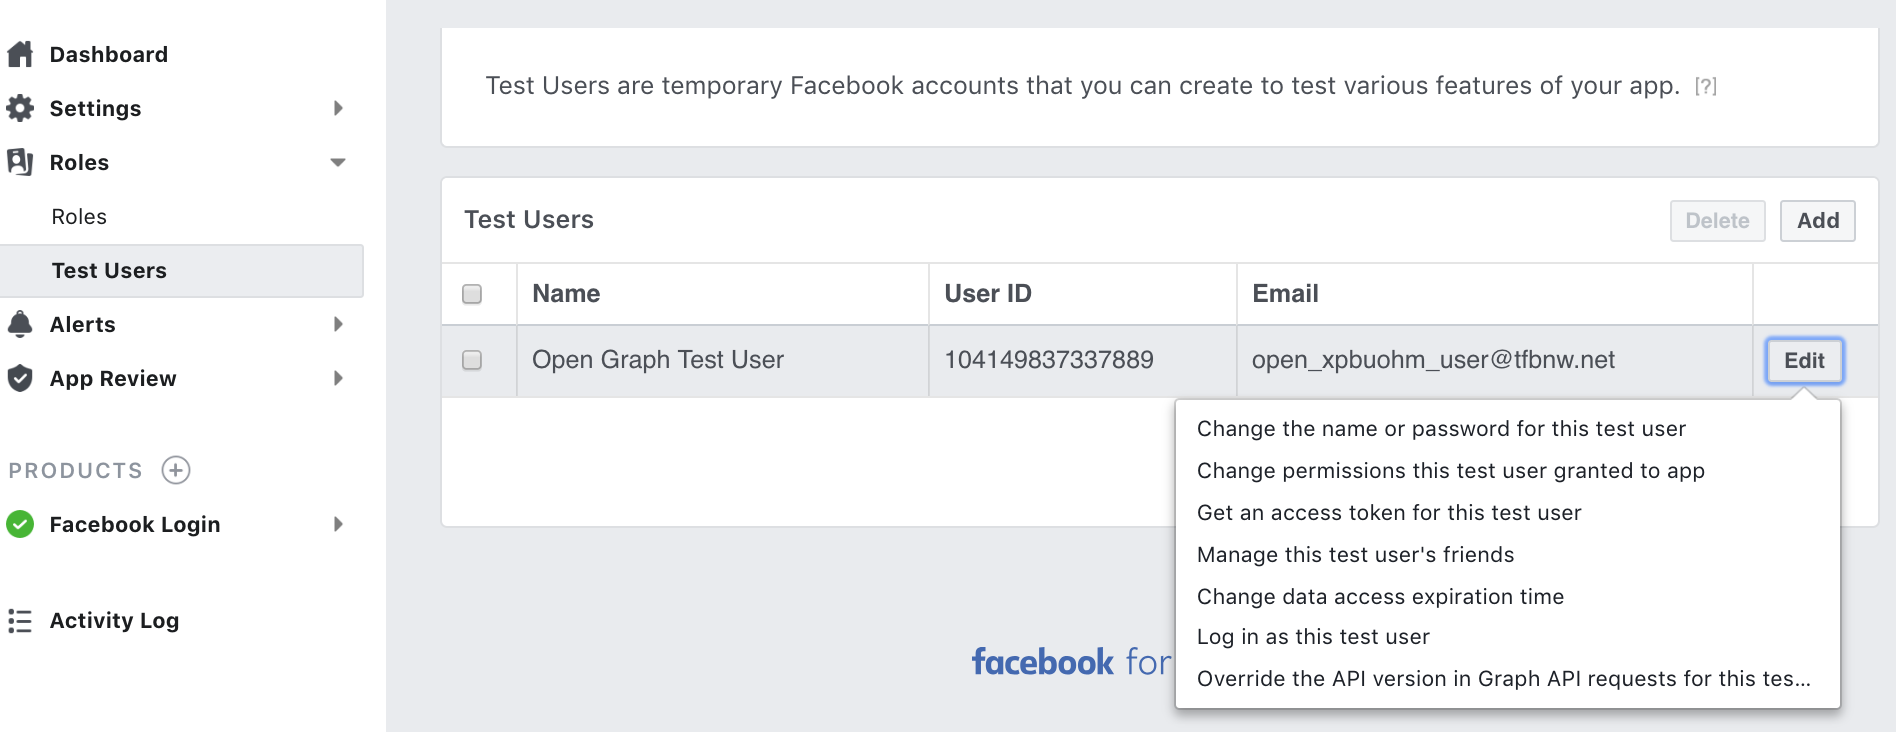 Dashboard
Settings
Roles
Roles
Test Users
Alerts
App Review
PRODUCTS
Facebook Login
Activity Log
Test Users are temporary Facebook accounts that you can create to test various features of your app. [?]
Test Users
Delete Add
Name User ID Email
Open Graph Test User 104149837337889 open_xpbuohm_user@tfbnw.net Edit
Change the name or password for this test user
Change permissions this test user granted to app
Get an access token for this test user
Manage this test user's friends
Change data access expiration time
Log in as this test user
Override the API version in Graph API requests for this tes...
facebook for